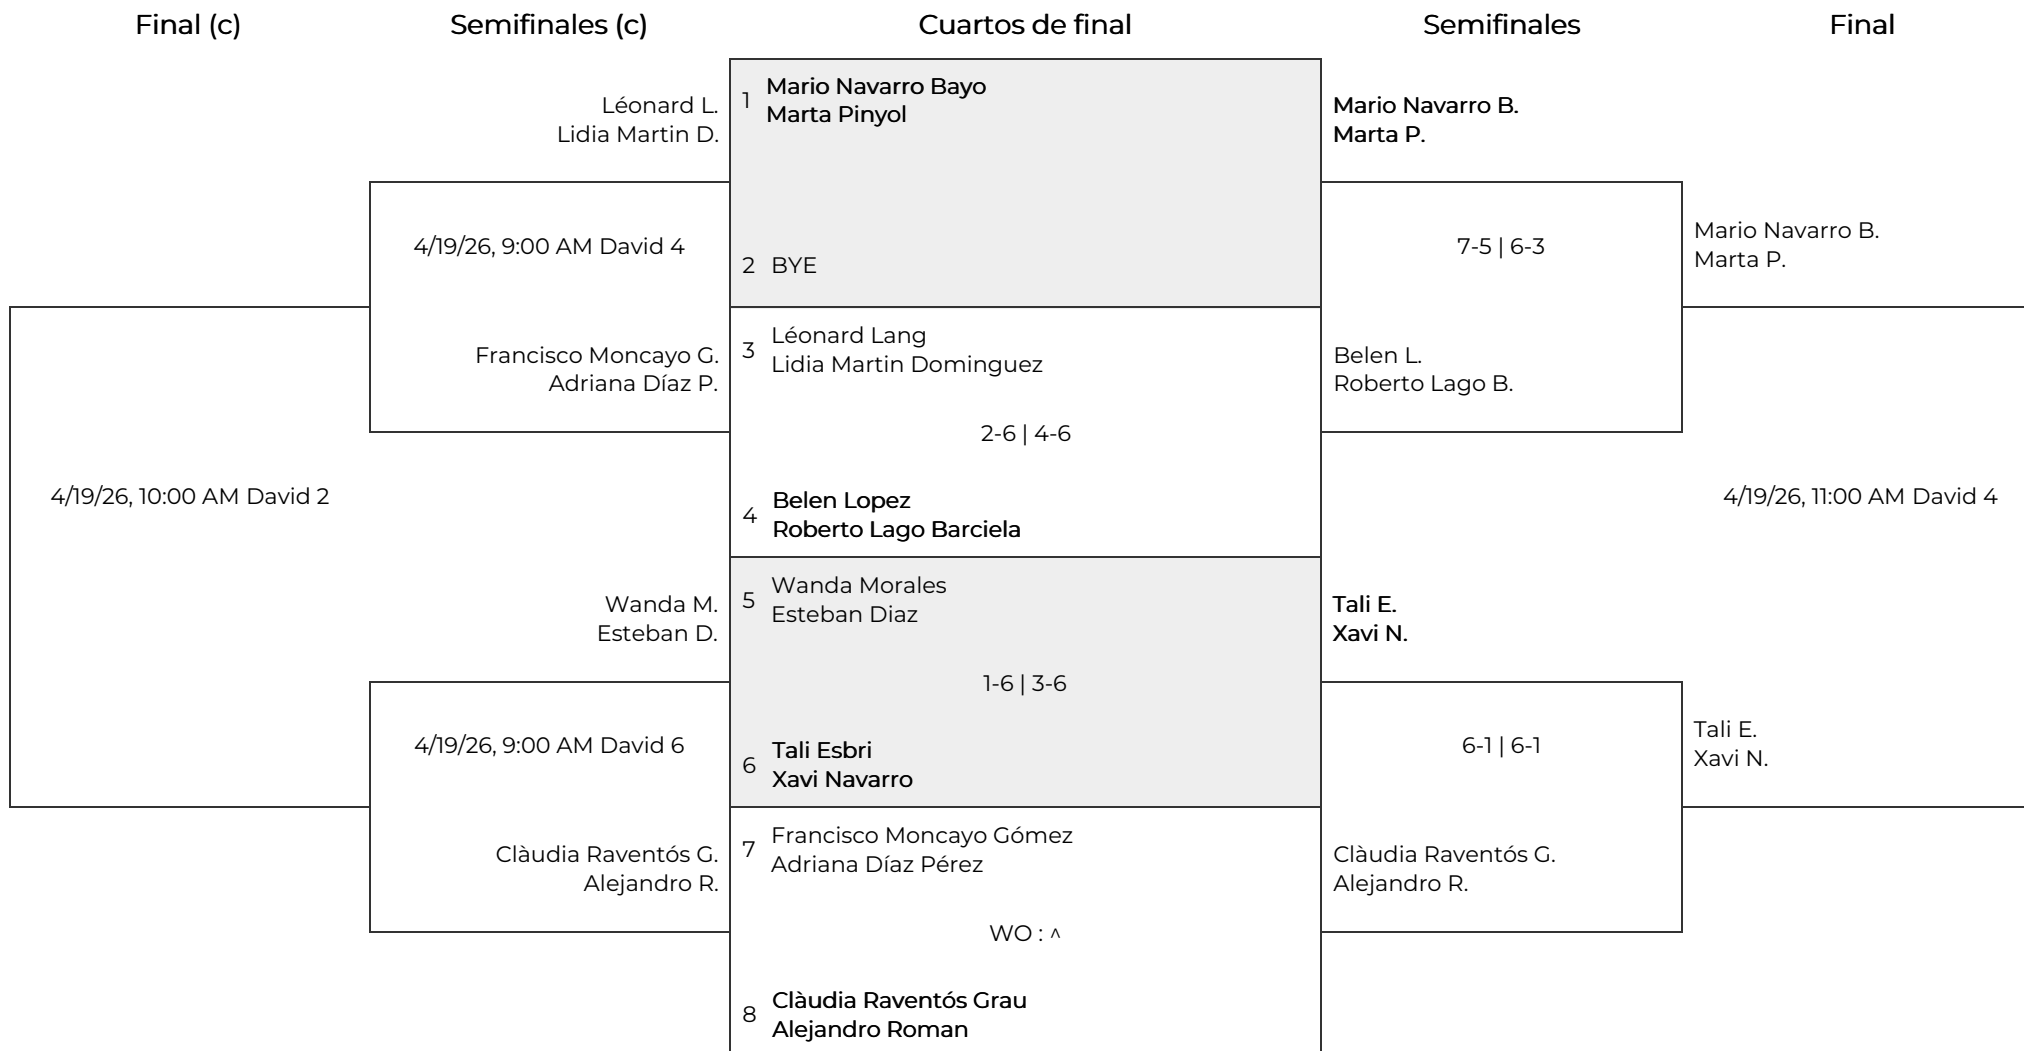 Final (c)
Semifinales (c)
Cuartos de final
Semifinales
Final
Léonard L.
Lidia Martin D.
4/19/26, 9:00 AM David 4
Francisco Moncayo G.
Adriana Díaz P.
4/19/26, 10:00 AM David 2
Wanda M.
Esteban D.
4/19/26, 9:00 AM David 6
Clàudia Raventós G.
Alejandro R.
1
Mario Navarro Bayo
Marta Pinyol
2 BYE
3
Léonard Lang
Lidia Martin Dominguez
2-6 | 4-6
4
Belen Lopez
Roberto Lago Barciela
5
Wanda Morales
Esteban Diaz
1-6 | 3-6
6
Tali Esbri
Xavi Navarro
7
Francisco Moncayo Gómez
Adriana Díaz Pérez
WO : ^
8
Clàudia Raventós Grau
Alejandro Roman
Mario Navarro B.
Marta P.
7-5 | 6-3
Belen L.
Roberto Lago B.
Tali E.
Xavi N.
6-1 | 6-1
Clàudia Raventós G.
Alejandro R.
Mario Navarro B.
Marta P.
4/19/26, 11:00 AM David 4
Tali E.
Xavi N.